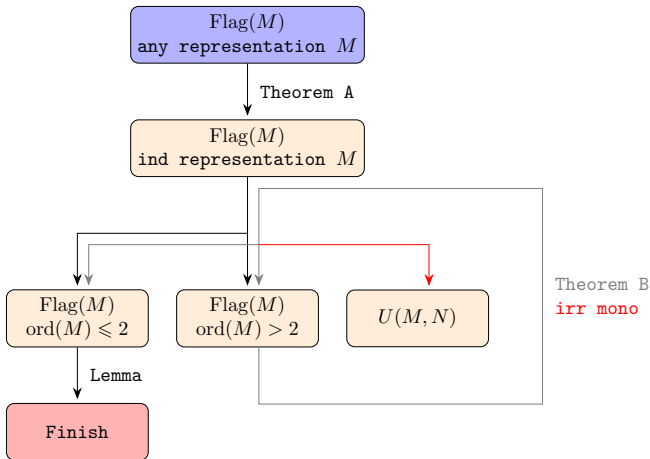 Flag(M)
any representation M
Theorem A
Flag(M)
ind representation M
Theorem B
irr mono
Flag(M)
ord(M) ⩽ 2
Flag(M)
ord(M) > 2
U(M, N)
Lemma
Finish